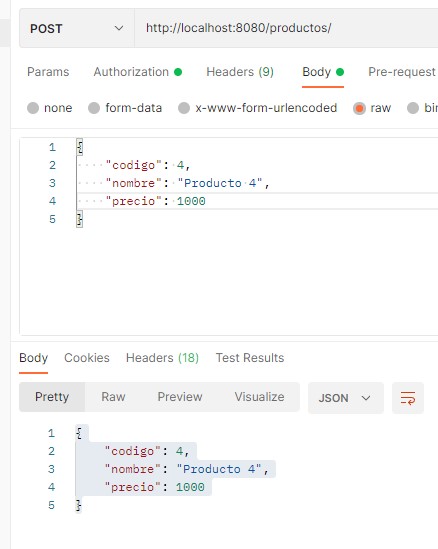 POST http://localhost:8080/productos/
Params Authorization Headers (9) Body Pre-request
none form-data x-www-form-urlencoded raw bin
1 {
2 "codigo": 4,
3 "nombre": "Producto 4",
4 "precio": 1000
5 }
Body Cookies Headers (18) Test Results
Pretty Raw Preview Visualize JSON
1 {
2 "codigo": 4,
3 "nombre": "Producto 4",
4 "precio": 1000
5 }